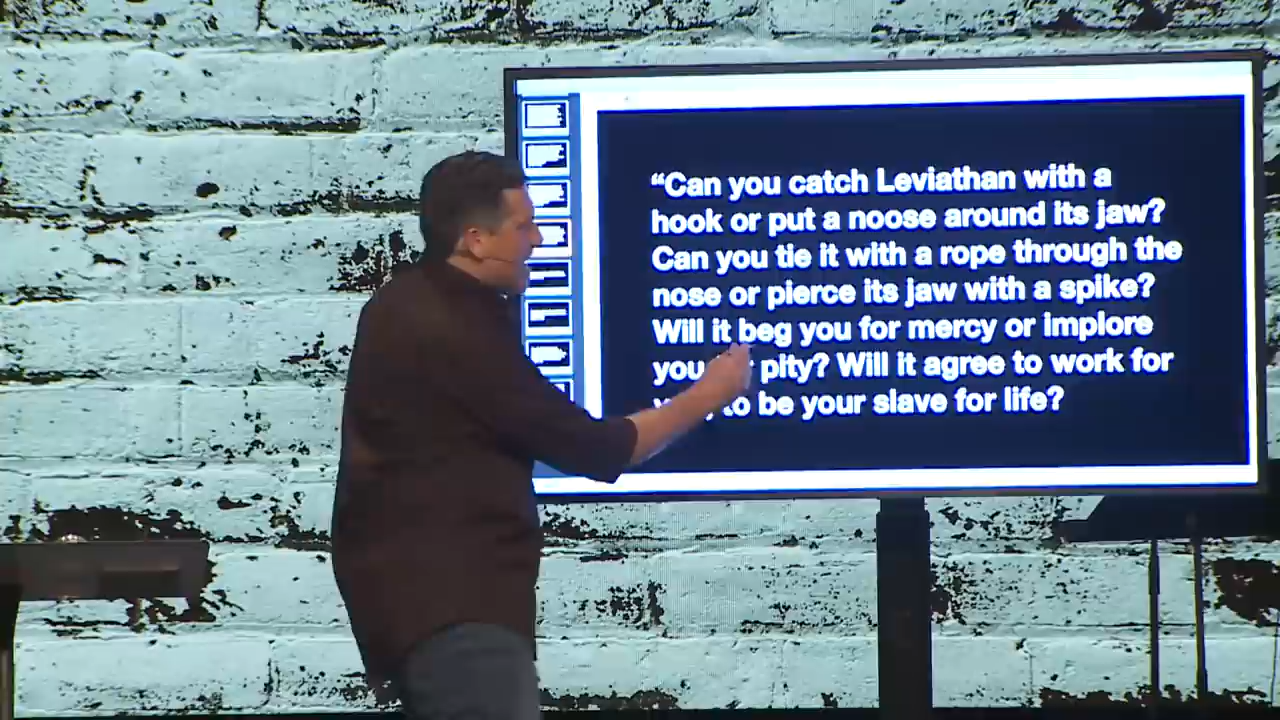 “Can you catch Leviathan with a
hook or put a noose around its jaw?
Can you tie it with a rope through the
nose or pierce its jaw with a spike?
Will it beg you for mercy or implore
you pity? Will it agree to work for
to be your slave for life?